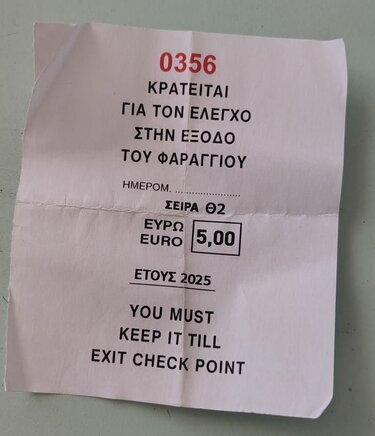 0356
ΚΡΑΤΕΙΤΑΙ
ΓΙΑ ΤΟΝ ΕΛΕΓΧΟ
ΣΤΗΝ ΕΞΟΔΟ
ΤΟΥ ΦΑΡΑΓΓΙΟΥ
ΗΜΕΡΟΜ. ........................
ΣΕΙΡΑ Θ2
ΕΥΡΩ
EURO 5,00
ΕΤΟΥΣ 2025
YOU MUST
KEEP IT TILL
EXIT CHECK POINT